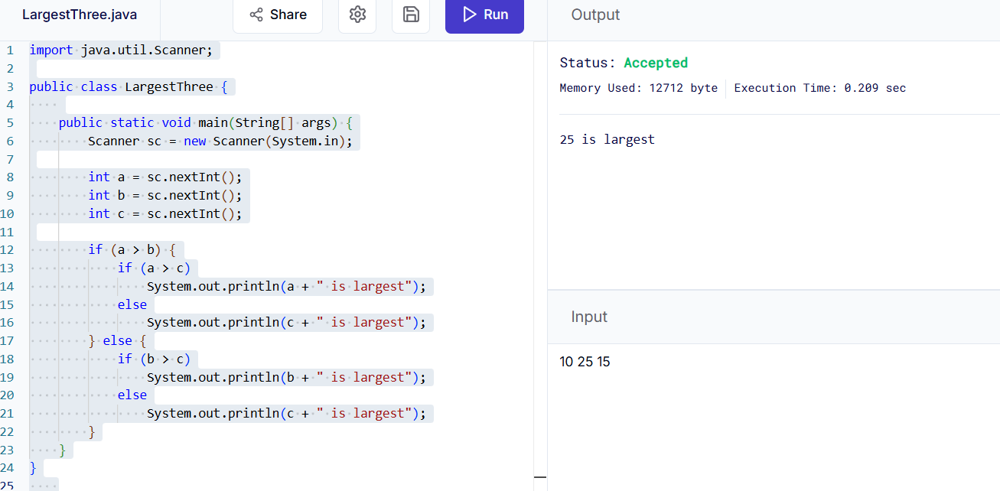 LargestThree.java
Share
Run
1 import java.util.Scanner;
2
3 public class LargestThree {
4
5     public static void main(String[] args) {
6         Scanner sc = new Scanner(System.in);
7
8         int a = sc.nextInt();
9         int b = sc.nextInt();
10         int c = sc.nextInt();
11
12         if (a > b) {
13             if (a > c)
14                 System.out.println(a + " is largest");
15             else
16                 System.out.println(c + " is largest");
17         } else {
18             if (b > c)
19                 System.out.println(b + " is largest");
20             else
21                 System.out.println(c + " is largest");
22         }
23     }
24 }
25
Output
Status: Accepted
Memory Used: 12712 byte
Execution Time: 0.209 sec
25 is largest
Input
10 25 15